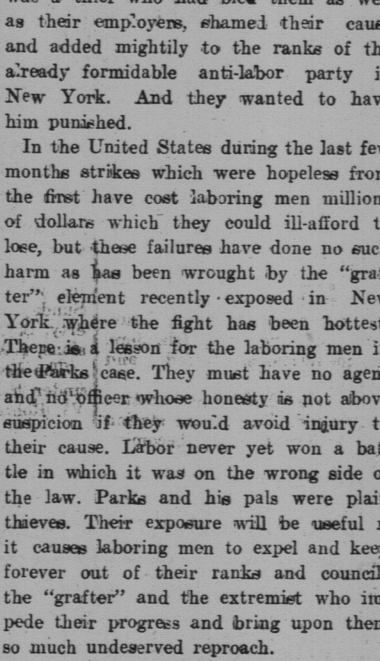 was a thief who had bled them as we
as their employers, shamed their caus
and added mightily to the ranks of th
already formidable anti-labor party i
New York. And they wanted to hav
him punished.
In the United States during the last few
months strikes which were hopeless from
the first have cost laboring men million
of dollars which they could ill-afford t
lose, but these failures have done no suc
harm as has been wrought by the "graf
ter" element recently exposed in New
York where the fight has been hottest
There is a lesson for the laboring men i
the Parks case. They must have no agen
and no officer whose honesty is not abov
suspicion if they would avoid injury t
their cause. Labor never yet won a bat
tle in which it was on the wrong side o
the law. Parks and his pals were plai
thieves. Their exposure will be useful
it causes laboring men to expel and kee
forever out of their ranks and council
the "grafter" and the extremist who im
pede their progress and bring upon them
so much undeserved reproach.